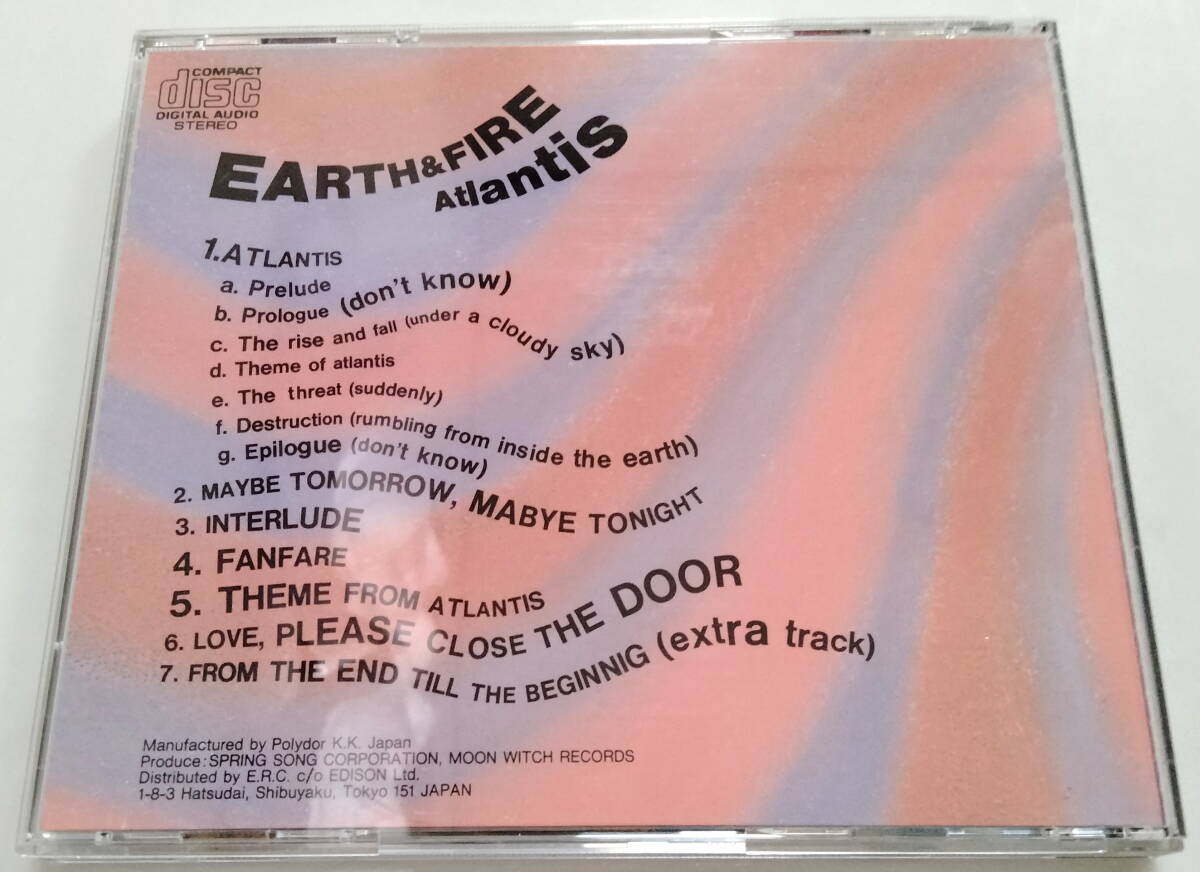 COMPACT
disc
DIGITAL AUDIO
STEREO
EARTH&FIRE
Atlantis
1. ATLANTIS
a. Prelude
b. Prologue (don't know)
c. The rise and fall (under a cloudy sky)
d. Theme of atlantis
e. The threat (suddenly)
f. Destruction (rumbling from inside the earth)
g. Epilogue (don't know)
2. MAYBE TOMORROW, MABYE TONIGHT
3. INTERLUDE
4. FANFARE
5. THEME FROM ATLANTIS
6. LOVE, PLEASE CLOSE THE DOOR
7. FROM THE END TILL THE BEGINNIG (extra track)
Manufactured by Polydor K.K. Japan
Produce:SPRING SONG CORPORATION, MOON WITCH RECORDS
Distributed by E.R.C. c/o EDISON Ltd.
1-8-3 Hatsudai, Shibuyaku, Tokyo 151 JAPAN